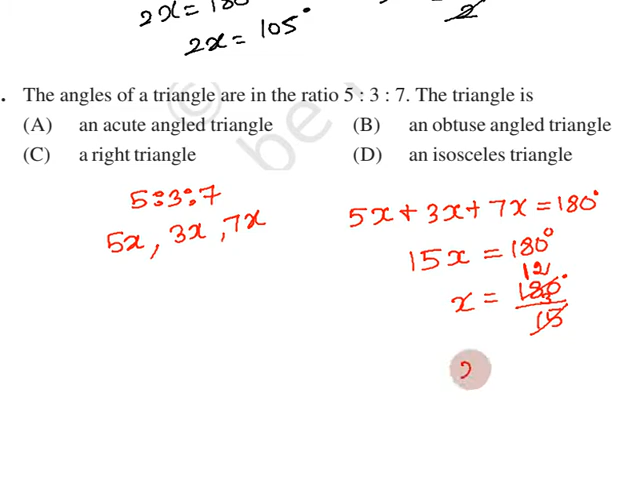 2x = 180
2
2x = 105°
. The angles of a triangle are in the ratio 5 : 3 : 7. The triangle is
(A) an acute angled triangle (B) an obtuse angled triangle
(C) a right triangle (D) an isosceles triangle
5:3:7
5x, 3x, 7x
5x + 3x + 7x = 180°
15x = 180°
12
x = 180°
15